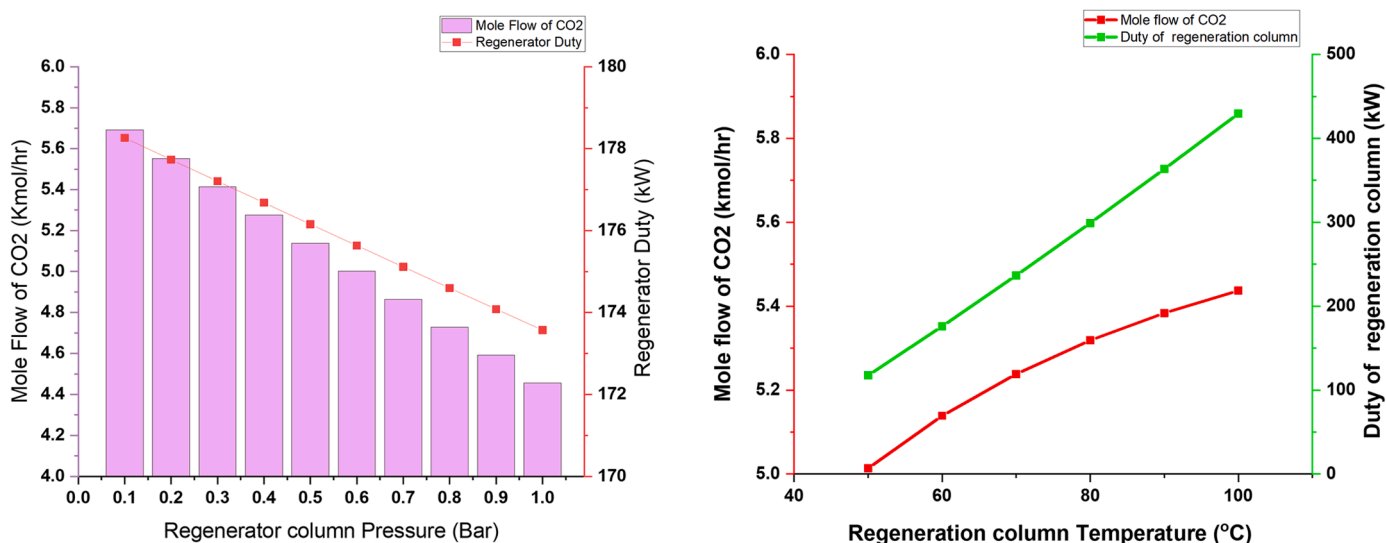 Mole Flow of CO2
Regenerator Duty
Mole Flow of CO2 (Kmol/hr)
6.0
5.8
5.6
5.4
5.2
5.0
4.8
4.6
4.4
4.2
4.0
180
178
176
174
172
170
Regenerator Duty (kW)
0.0 0.1 0.2 0.3 0.4 0.5 0.6 0.7 0.8 0.9 1.0
Regenerator column Pressure (Bar)
Mole flow of CO2
Duty of regeneration column
Mole flow of CO2 (kmol/hr)
6.0
5.8
5.6
5.4
5.2
5.0
500
400
300
200
100
0
Duty of regeneration column (kW)
40 60 80 100
Regeneration column Temperature (°C)